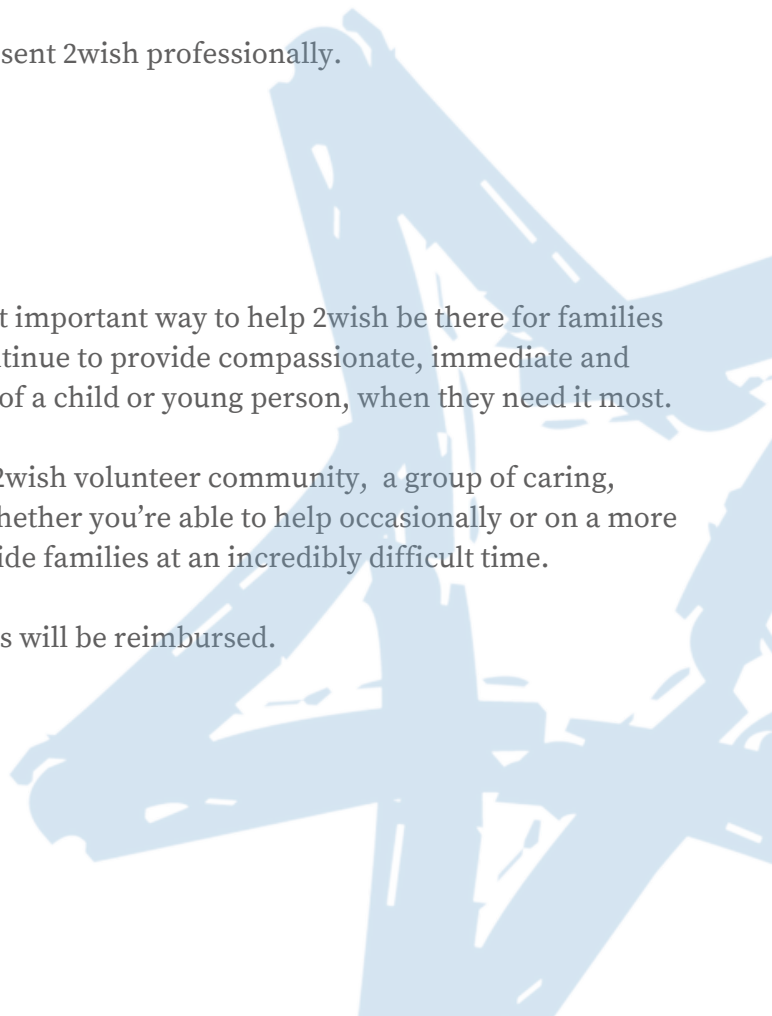 sent 2wish professionally.
t important way to help 2wish be there for families
tinue to provide compassionate, immediate and
of a child or young person, when they need it most.
2wish volunteer community, a group of caring,
hether you're able to help occasionally or on a more
ide families at an incredibly difficult time.
s will be reimbursed.